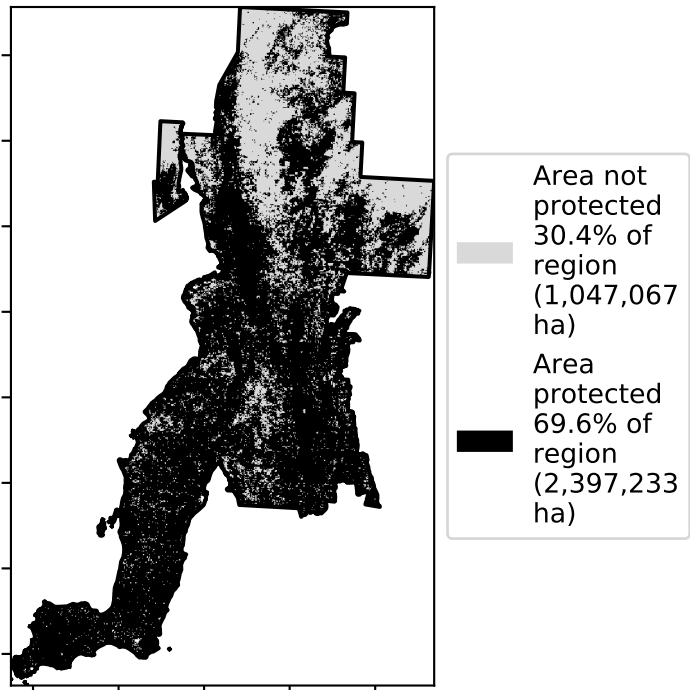 Area not
protected
30.4% of
region
(1,047,067
ha)
Area
protected
69.6% of
region
(2,397,233
ha)